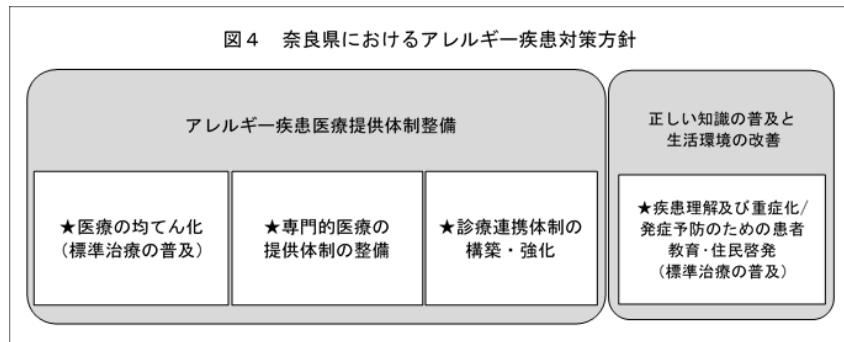 図４　奈良県におけるアレルギー疾患対策方針
アレルギー疾患医療提供体制整備
★医療の均てん化
（標準治療の普及）
★専門的医療の
提供体制の整備
★診療連携体制の
構築・強化
正しい知識の普及と
生活環境の改善
★疾患理解及び重症化/
発症予防のための患者
教育･住民啓発
（標準治療の普及）